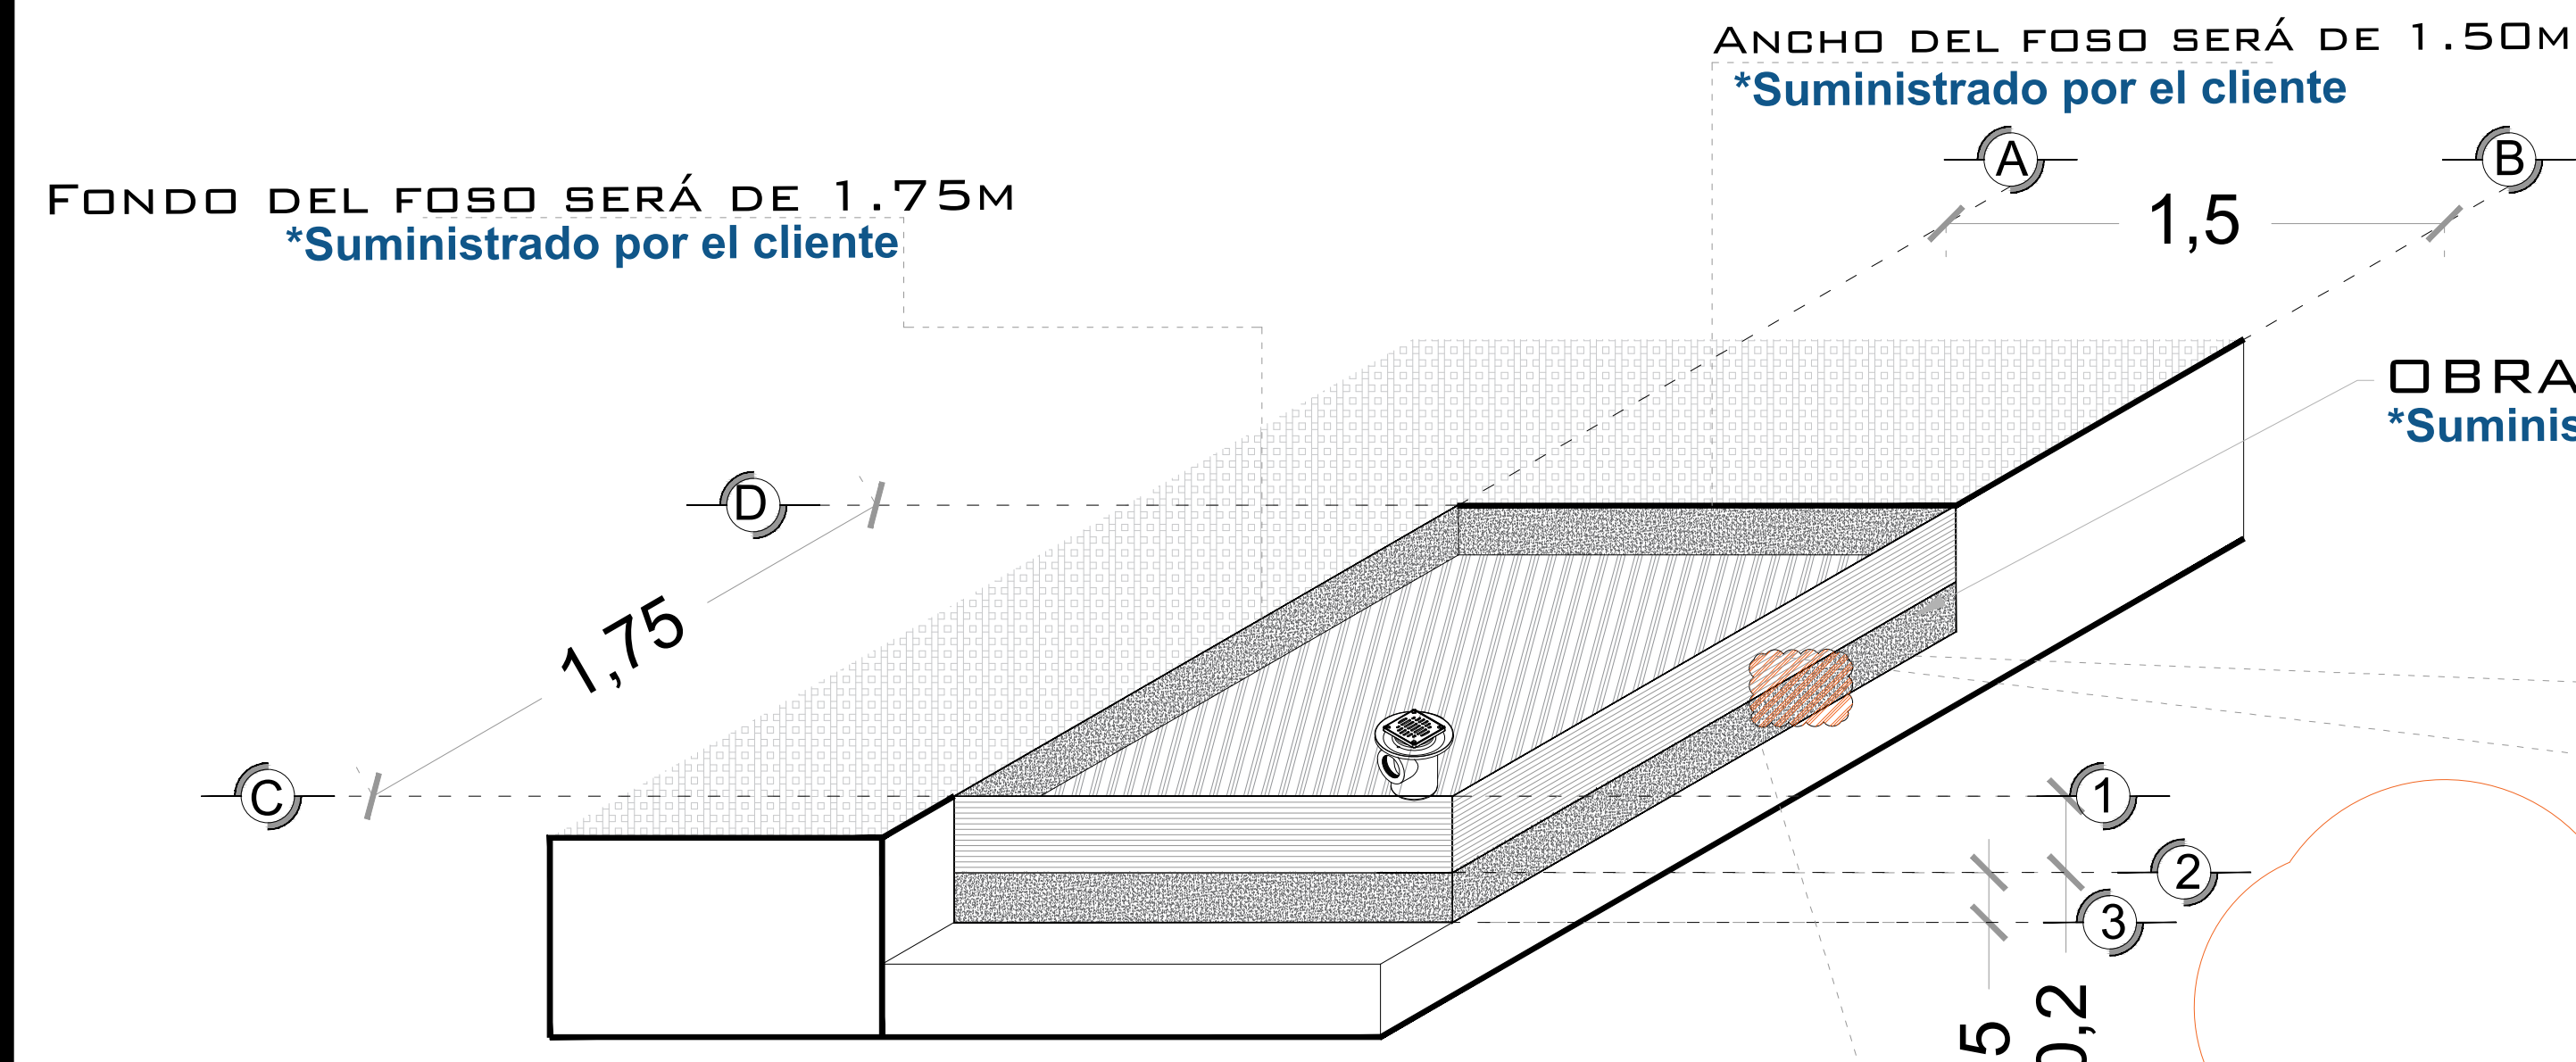 ANCHO DEL FOSO SERÁ DE 1.50M
*Suministrado por el cliente
A
B
1,5
FONDO DEL FOSO SERÁ DE 1.75M
*Suministrado por el cliente
OBRA
*Suminis
D
1,75
C
1
2
3
5
0,2